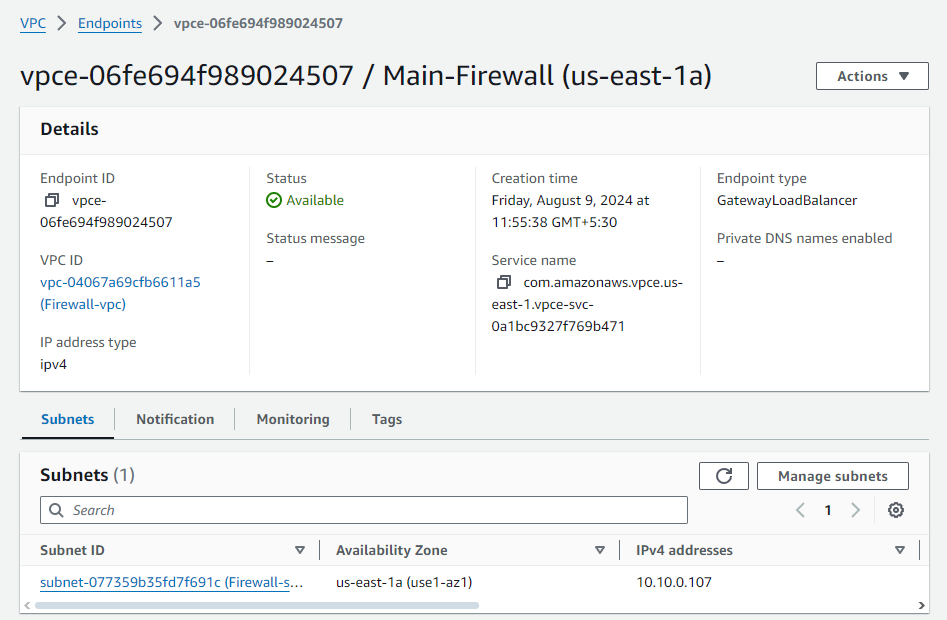 VPC > Endpoints > vpce-06fe694f989024507
vpce-06fe694f989024507 / Main-Firewall (us-east-1a)
Actions
Details
Endpoint ID
vpce-
06fe694f989024507
VPC ID
vpc-04067a69cfb6611a5
(Firewall-vpc)
IP address type
ipv4
Status
Available
Status message
–
Creation time
Friday, August 9, 2024 at
11:55:38 GMT+5:30
Service name
com.amazonaws.vpce.us-
east-1.vpce-svc-
0a1bc9327f769b471
Endpoint type
GatewayLoadBalancer
Private DNS names enabled
–
Subnets
Notification
Monitoring
Tags
Subnets (1)
Manage subnets
Search
1
Subnet ID
Availability Zone
IPv4 addresses
subnet-077359b35fd7f691c (Firewall-s...
us-east-1a (use1-az1)
10.10.0.107